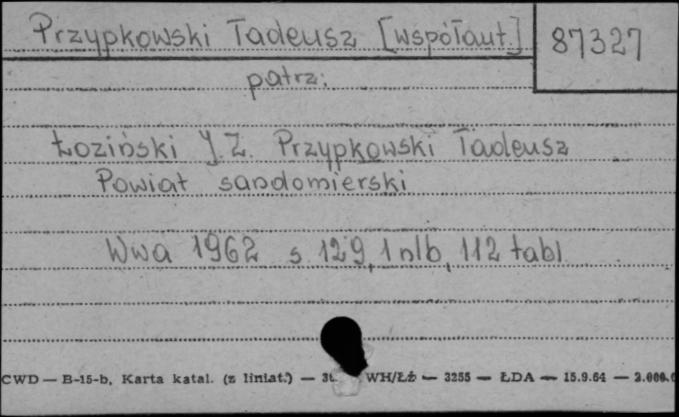 Przypkowski Tadeusz [współaut.]
87327
patrz:
Łoziński J. Z. Przypkowski Tadeusz
Powiat sandomierski
Wwa 1962 s. 129, 1 nlb, 112 tabl
CWD — B-15-b, Karta katal. (z liniat.) — WH/Łż — 3255 — ŁDA — 15.9.64 —